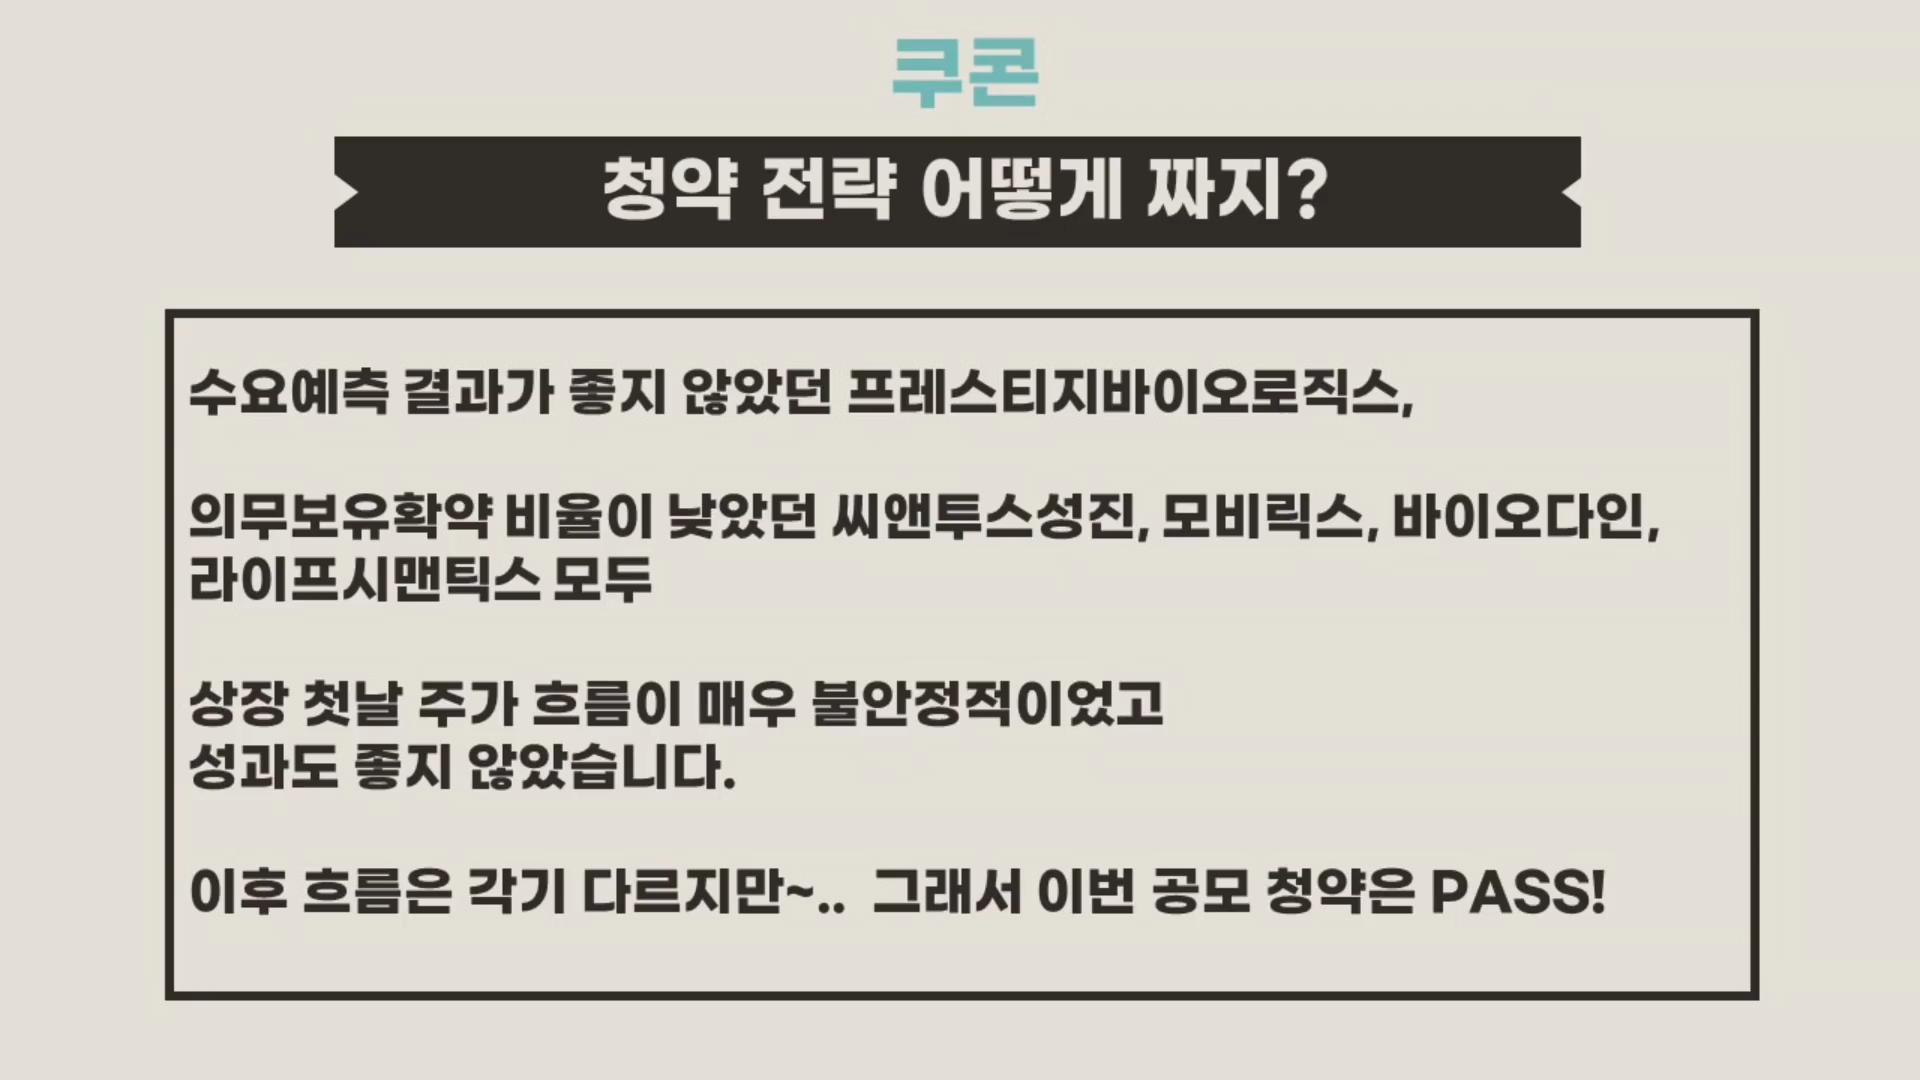 쿠콘
청약 전략 어떻게 짜지?
수요예측 결과가 좋지 않았던 프레스티지바이오로직스,
의무보유확약 비율이 낮았던 씨앤투스성진, 모비릭스, 바이오다인,
라이프시맨틱스 모두
상장 첫날 주가 흐름이 매우 불안정적이었고
성과도 좋지 않았습니다.
이후 흐름은 각기 다르지만~.. 그래서 이번 공모 청약은 PASS!